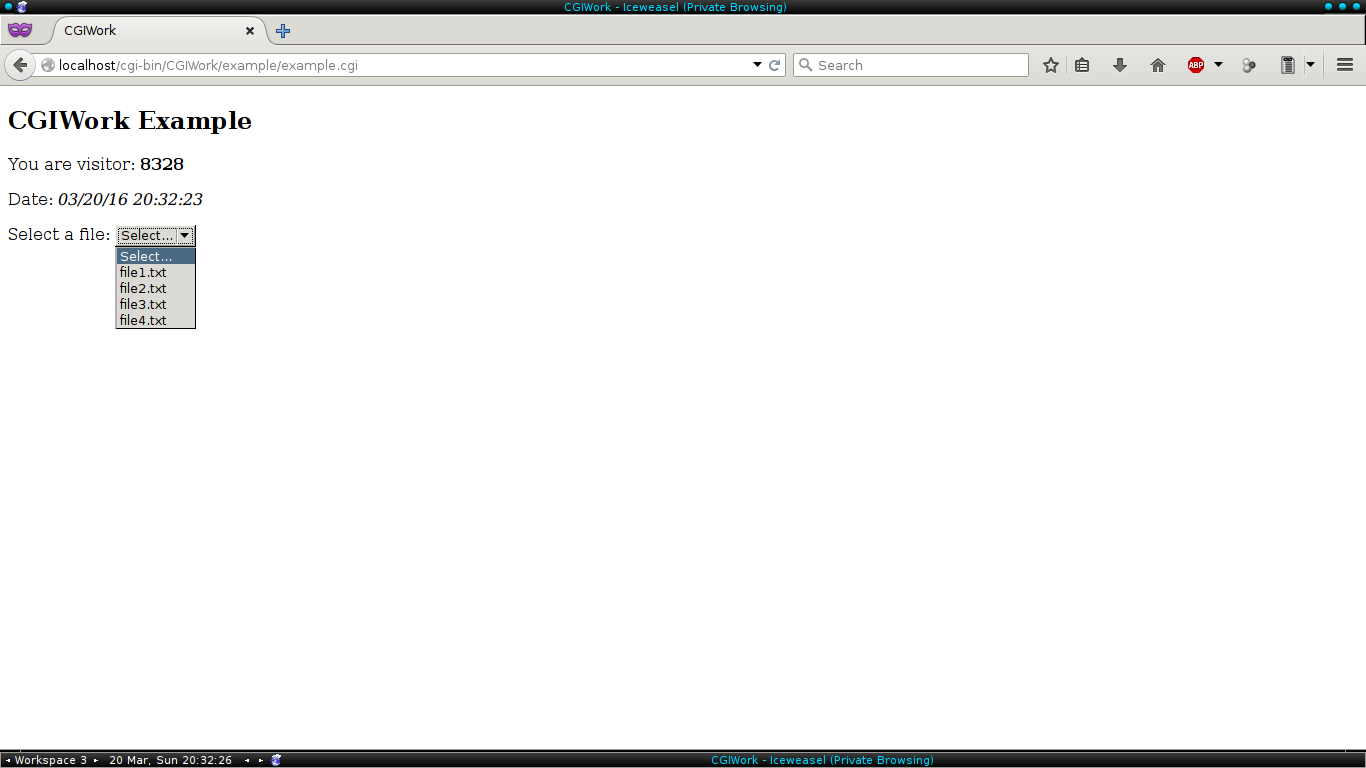 CGIWork - Iceweasel (Private Browsing)
CGIWork
localhost/cgi-bin/CGIWork/example/example.cgi
Search
ABP
CGIWork Example
You are visitor: 8328
Date: 03/20/16 20:32:23
Select a file: Select...
Select...
file1.txt
file2.txt
file3.txt
file4.txt
Workspace 3 20 Mar, Sun 20:32:26 CGIWork - Iceweasel (Private Browsing)